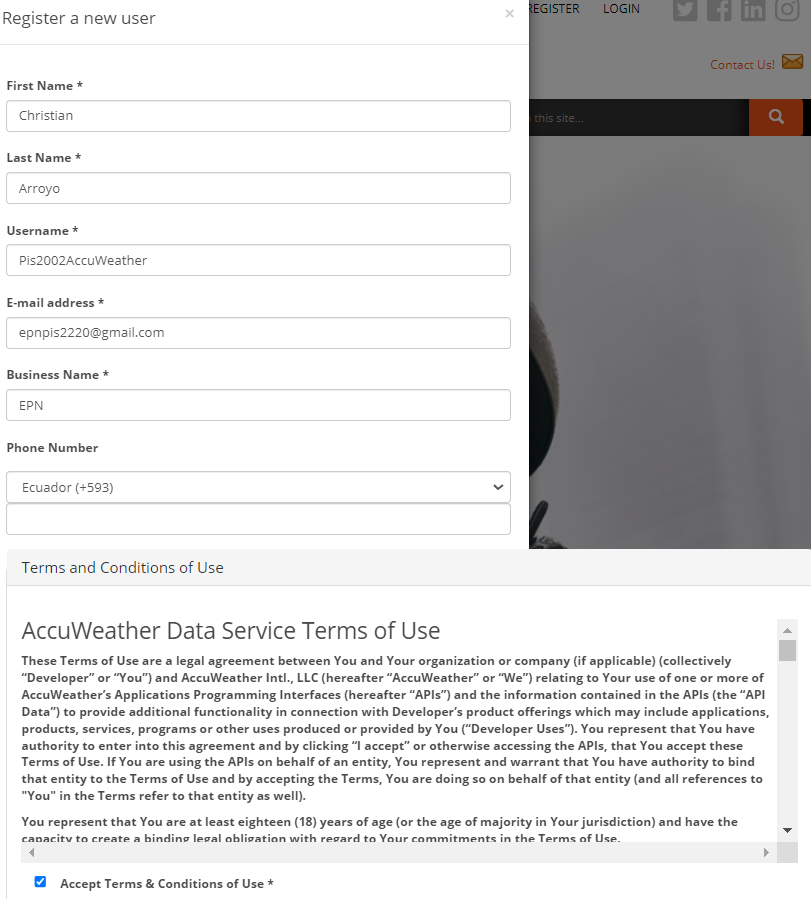 Register a new user ×
REGISTER LOGIN
Contact Us!
First Name *
Christian
this site...
Last Name *
Arroyo
Username *
Pis2002AccuWeather
E-mail address *
epnpis2220@gmail.com
Business Name *
EPN
Phone Number
Ecuador (+593)
Terms and Conditions of Use
AccuWeather Data Service Terms of Use
These Terms of Use are a legal agreement between You and Your organization or company (if applicable) (collectively
“Developer” or “You”) and AccuWeather Intl., LLC (hereafter “AccuWeather” or “We”) relating to Your use of one or more of
AccuWeather’s Applications Programming Interfaces (hereafter “APIs”) and the information contained in the APIs (the “API
Data”) to provide additional functionality in connection with Developer’s product offerings which may include applications,
products, services, programs or other uses produced or provided by You (“Developer Uses”). You represent that You have
authority to enter into this agreement and by clicking “I accept” or otherwise accessing the APIs, that You accept these
Terms of Use. If You are using the APIs on behalf of an entity, You represent and warrant that You have authority to bind
that entity to the Terms of Use and by accepting the Terms, You are doing so on behalf of that entity (and all references to
"You" in the Terms refer to that entity as well).
You represent that You are at least eighteen (18) years of age (or the age of majority in Your jurisdiction) and have the
capacity to create a binding legal obligation with regard to Your commitments in the Terms of Use.
Accept Terms & Conditions of Use *